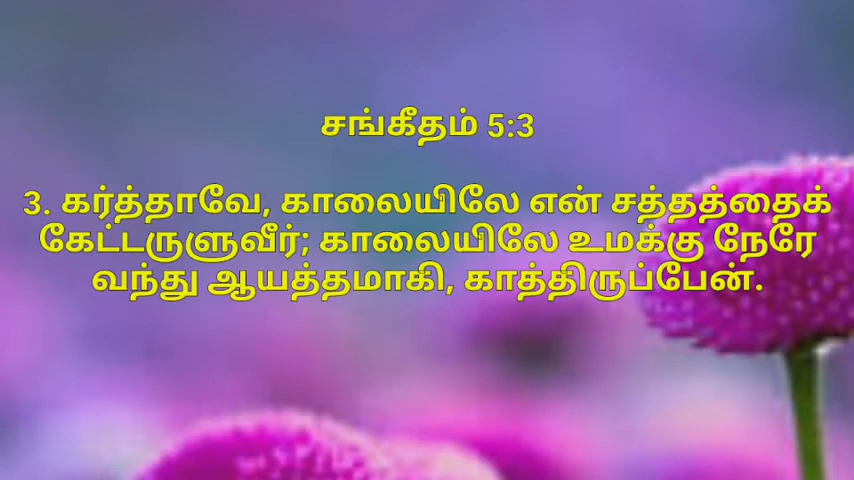 சங்கீதம் 5:3
3. கர்த்தாவே, காலையிலே என் சத்தத்தைக்
கேட்டருளுவீர்; காலையிலே உமக்கு நேரே
வந்து ஆயத்தமாகி, காத்திருப்பேன்.